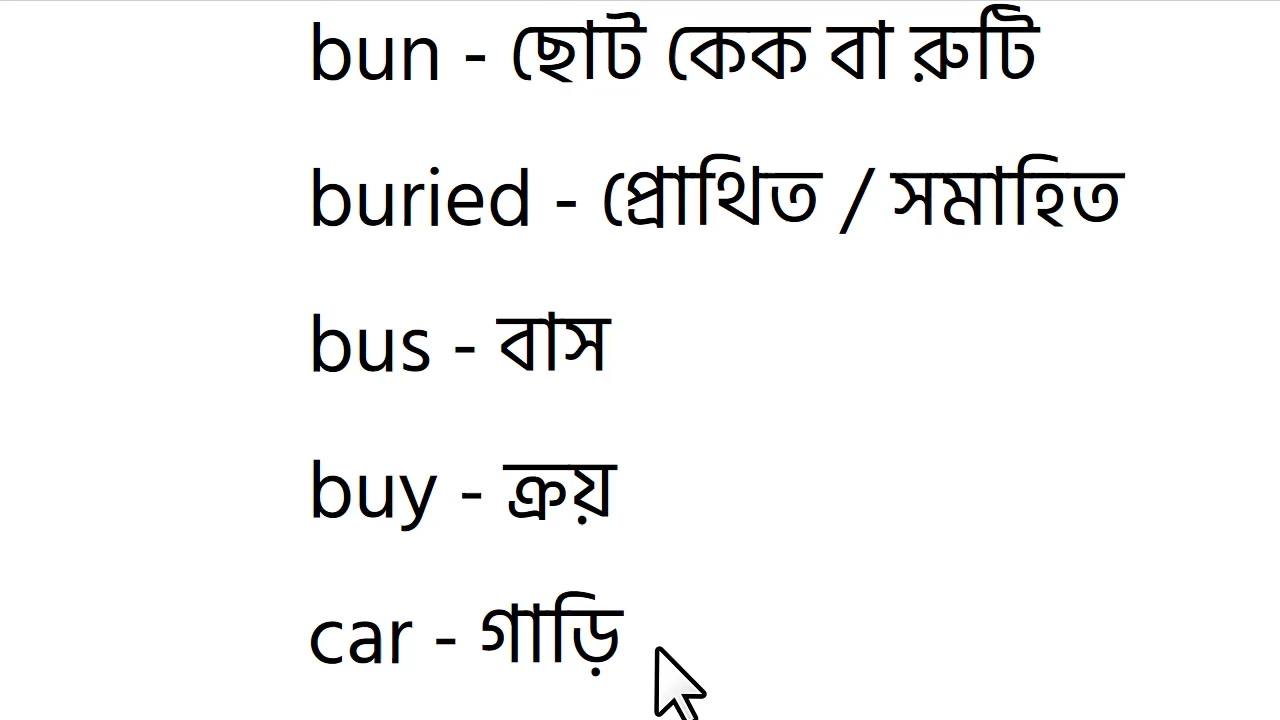 bun - ছোট কেক বা রুটি
buried - প্রোথিত / সমাহিত
bus - বাস
buy - ক্রয়
car - গাড়ি